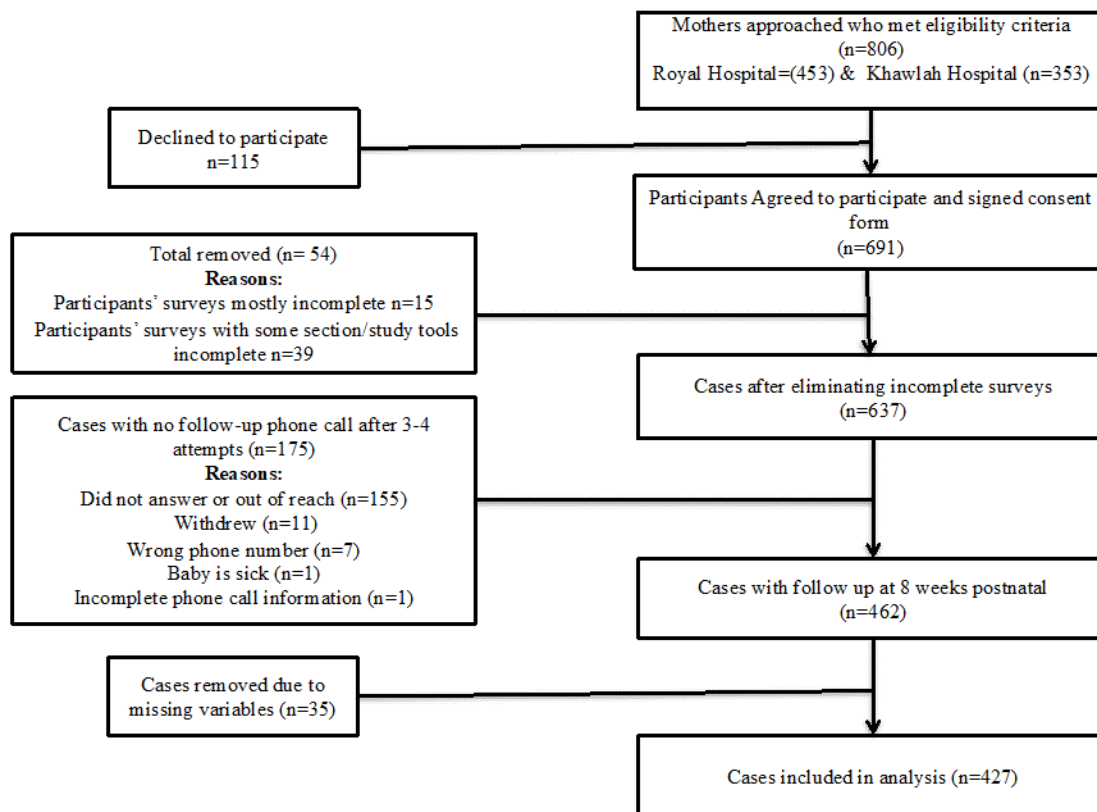 Mothers approached who met eligibility criteria
(n=806)
Royal Hospital=(453) & Khawlah Hospital (n=353)
Declined to participate
n=115
Participants Agreed to participate and signed consent
form
(n=691)
Total removed (n= 54)
Reasons:
Participants’ surveys mostly incomplete n=15
Participants’ surveys with some section/study tools
incomplete n=39
Cases after eliminating incomplete surveys
(n=637)
Cases with no follow-up phone call after 3-4
attempts (n=175)
Reasons:
Did not answer or out of reach (n=155)
Withdrew (n=11)
Wrong phone number (n=7)
Baby is sick (n=1)
Incomplete phone call information (n=1)
Cases with follow up at 8 weeks postnatal
(n=462)
Cases removed due to
missing variables (n=35)
Cases included in analysis (n=427)